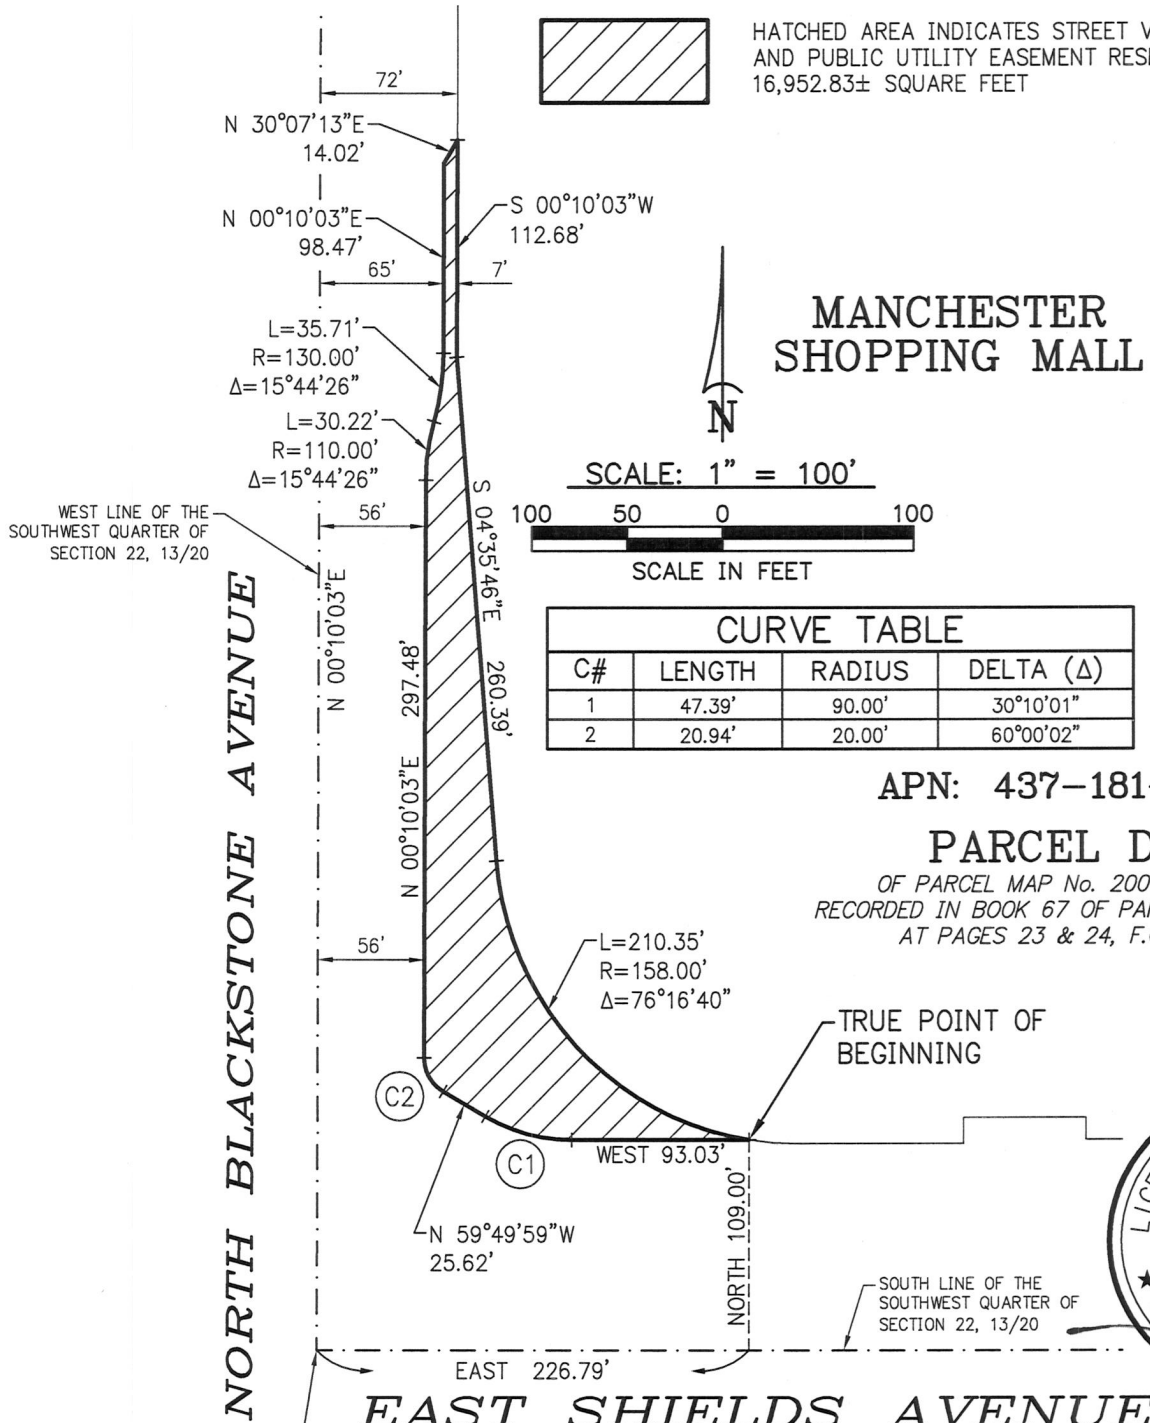 HATCHED AREA INDICATES STREET V
AND PUBLIC UTILITY EASEMENT RESE
16,952.83± SQUARE FEET
72'
N 30°07'13"E
14.02'
N 00°10'03"E
98.47'
S 00°10'03"W
112.68'
65'
7'
MANCHESTER
SHOPPING MALL
L=35.71'
R=130.00'
Δ=15°44'26"
L=30.22'
R=110.00'
Δ=15°44'26"
N
SCALE: 1" = 100'
100 50 0 100
SCALE IN FEET
WEST LINE OF THE
SOUTHWEST QUARTER OF
SECTION 22, 13/20
56'
S 04°35'46"E 260.39'
N 00°10'03"E
N 00°10'03"E 297.48'
NORTH BLACKSTONE AVENUE
CURVE TABLE
C# LENGTH RADIUS DELTA (Δ)
1 47.39' 90.00' 30°10'01"
2 20.94' 20.00' 60°00'02"
APN: 437-181-
PARCEL D
OF PARCEL MAP No. 200
RECORDED IN BOOK 67 OF PA
AT PAGES 23 & 24, F.
56'
L=210.35'
R=158.00'
Δ=76°16'40"
TRUE POINT OF
BEGINNING
C2
C1
WEST 93.03'
N 59°49'59"W
25.62'
NORTH 109.00'
LICE
SOUTH LINE OF THE
SOUTHWEST QUARTER OF
SECTION 22, 13/20
EAST 226.79'
EAST SHIELDS AVENUE